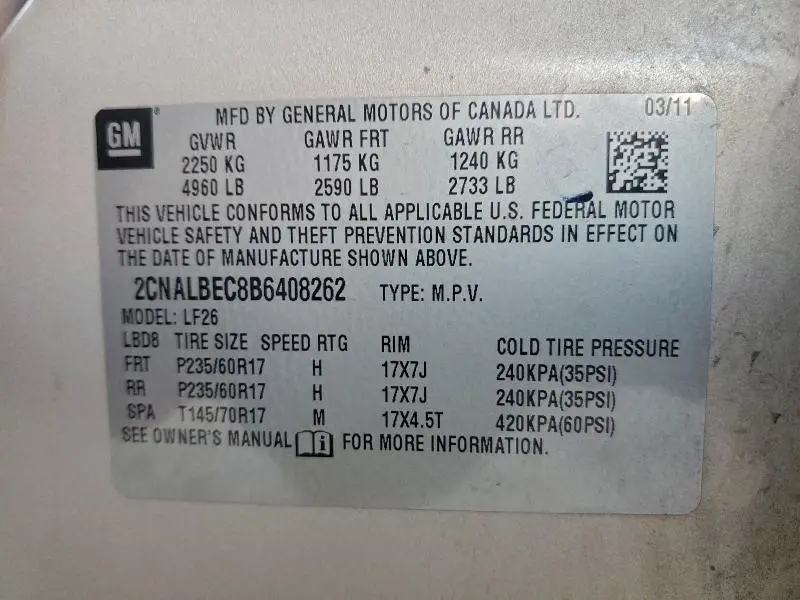 GM
MFD BY GENERAL MOTORS OF CANADA LTD. 03/11
GVWR GAWR FRT GAWR RR
2250 KG 1175 KG 1240 KG
4960 LB 2590 LB 2733 LB
THIS VEHICLE CONFORMS TO ALL APPLICABLE U.S. FEDERAL MOTOR
VEHICLE SAFETY AND THEFT PREVENTION STANDARDS IN EFFECT ON
THE DATE OF MANUFACTURE SHOWN ABOVE.
2CNALBEC8B6408262 TYPE: M.P.V.
MODEL: LF26
LBD8 TIRE SIZE SPEED RTG RIM COLD TIRE PRESSURE
FRT P235/60R17 H 17X7J 240KPA(35PSI)
RR P235/60R17 H 17X7J 240KPA(35PSI)
SPA T145/70R17 M 17X4.5T 420KPA(60PSI)
SEE OWNER'S MANUAL FOR MORE INFORMATION.